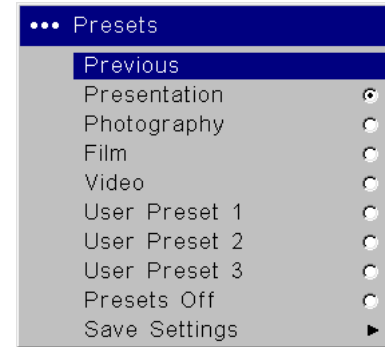 ••• Presets
Previous
Presentation
Photography
Film
Video
User Preset 1
User Preset 2
User Preset 3
Presets Off
Save Settings